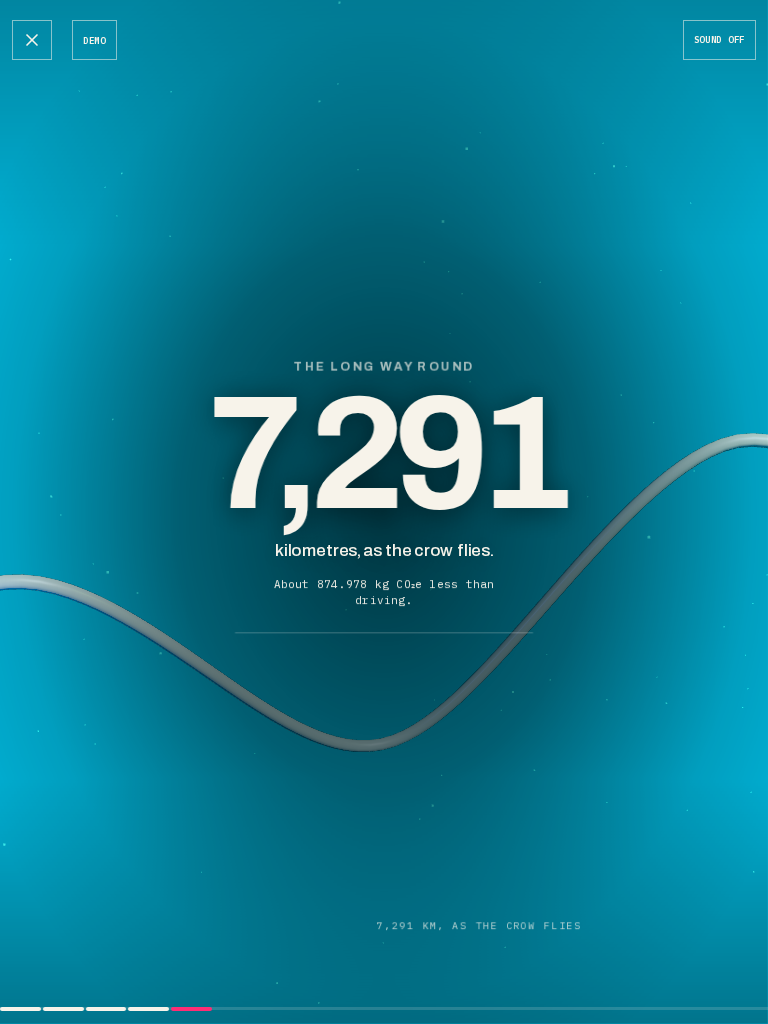 DEMO
SOUND OFF
THE LONG WAY ROUND
7,291
kilometres, as the crow flies.
About 874.978 kg CO₂e less than
driving.
7,291 KM, AS THE CROW FLIES